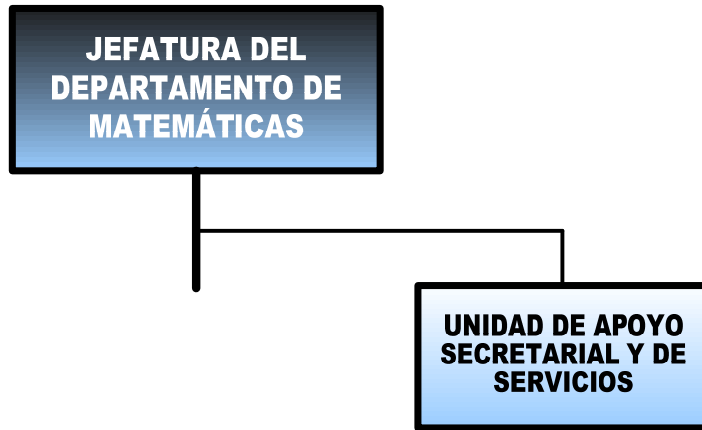 JEFATURA DEL
DEPARTAMENTO DE
MATEMÁTICAS
UNIDAD DE APOYO
SECRETARIAL Y DE
SERVICIOS